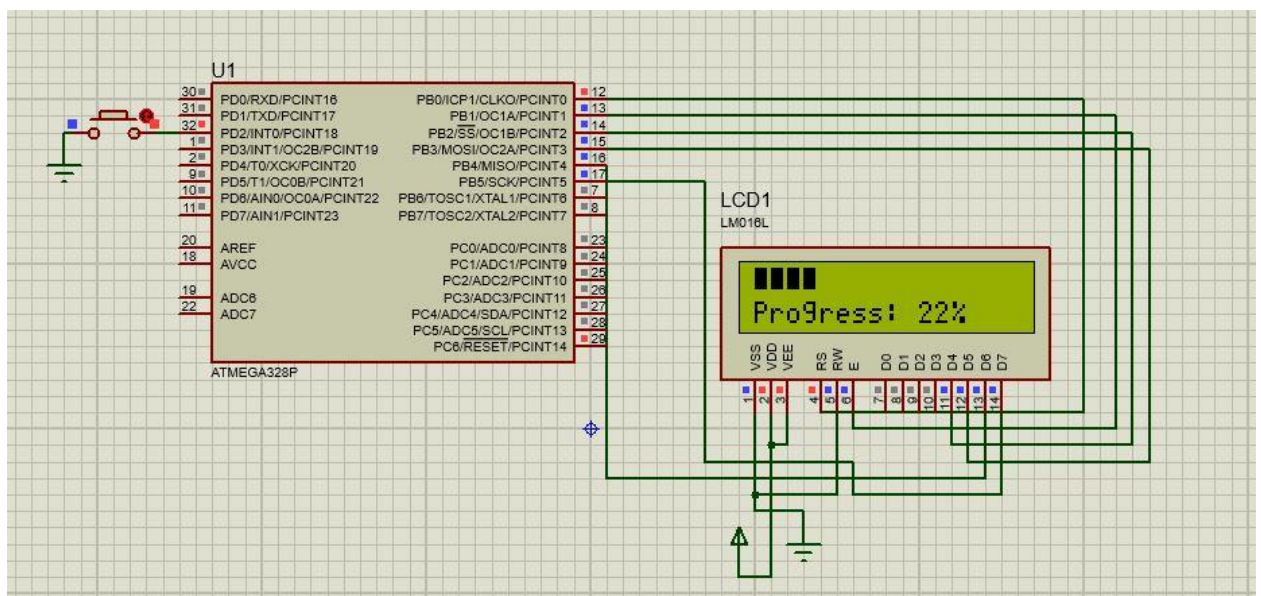 U1
30
PD0/RXD/PCINT16
31
PD1/TXD/PCINT17
32
PD2/INT0/PCINT18
1
PD3/INT1/OC2B/PCINT19
2
PD4/T0/XCK/PCINT20
9
PD5/T1/OC0B/PCINT21
10
PD6/AIN0/OC0A/PCINT22
11
PD7/AIN1/PCINT23
20
AREF
18
AVCC
19
ADC6
22
ADC7
PB0/ICP1/CLKO/PCINT0
12
PB1/OC1A/PCINT1
13
PB2/SS/OC1B/PCINT2
14
PB3/MOSI/OC2A/PCINT3
15
PB4/MISO/PCINT4
16
PB5/SCK/PCINT5
17
PB6/TOSC1/XTAL1/PCINT6
7
PB7/TOSC2/XTAL2/PCINT7
8
PC0/ADC0/PCINT8
23
PC1/ADC1/PCINT9
24
PC2/ADC2/PCINT10
25
PC3/ADC3/PCINT11
26
PC4/ADC4/SDA/PCINT12
27
PC5/ADC5/SCL/PCINT13
28
PC6/RESET/PCINT14
29
ATMEGA328P
LCD1
LM016L
Progress: 22%
VSS
VDD
VEE
RS
RW
E
D0
D1
D2
D3
D4
D5
D6
D7
1
2
3
4
5
6
7
8
9
10
11
12
13
14